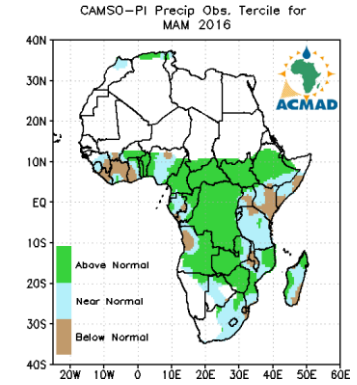 CAMSO-PI Precip Obs. Tercile for
MAM 2016
ACMAD
40N
30N
20N
10N
EQ
10S
20S
30S
40S
Above Normal
Near Normal
Below Normal
20W 10W 0 10E 20E 30E 40E 50E 60E